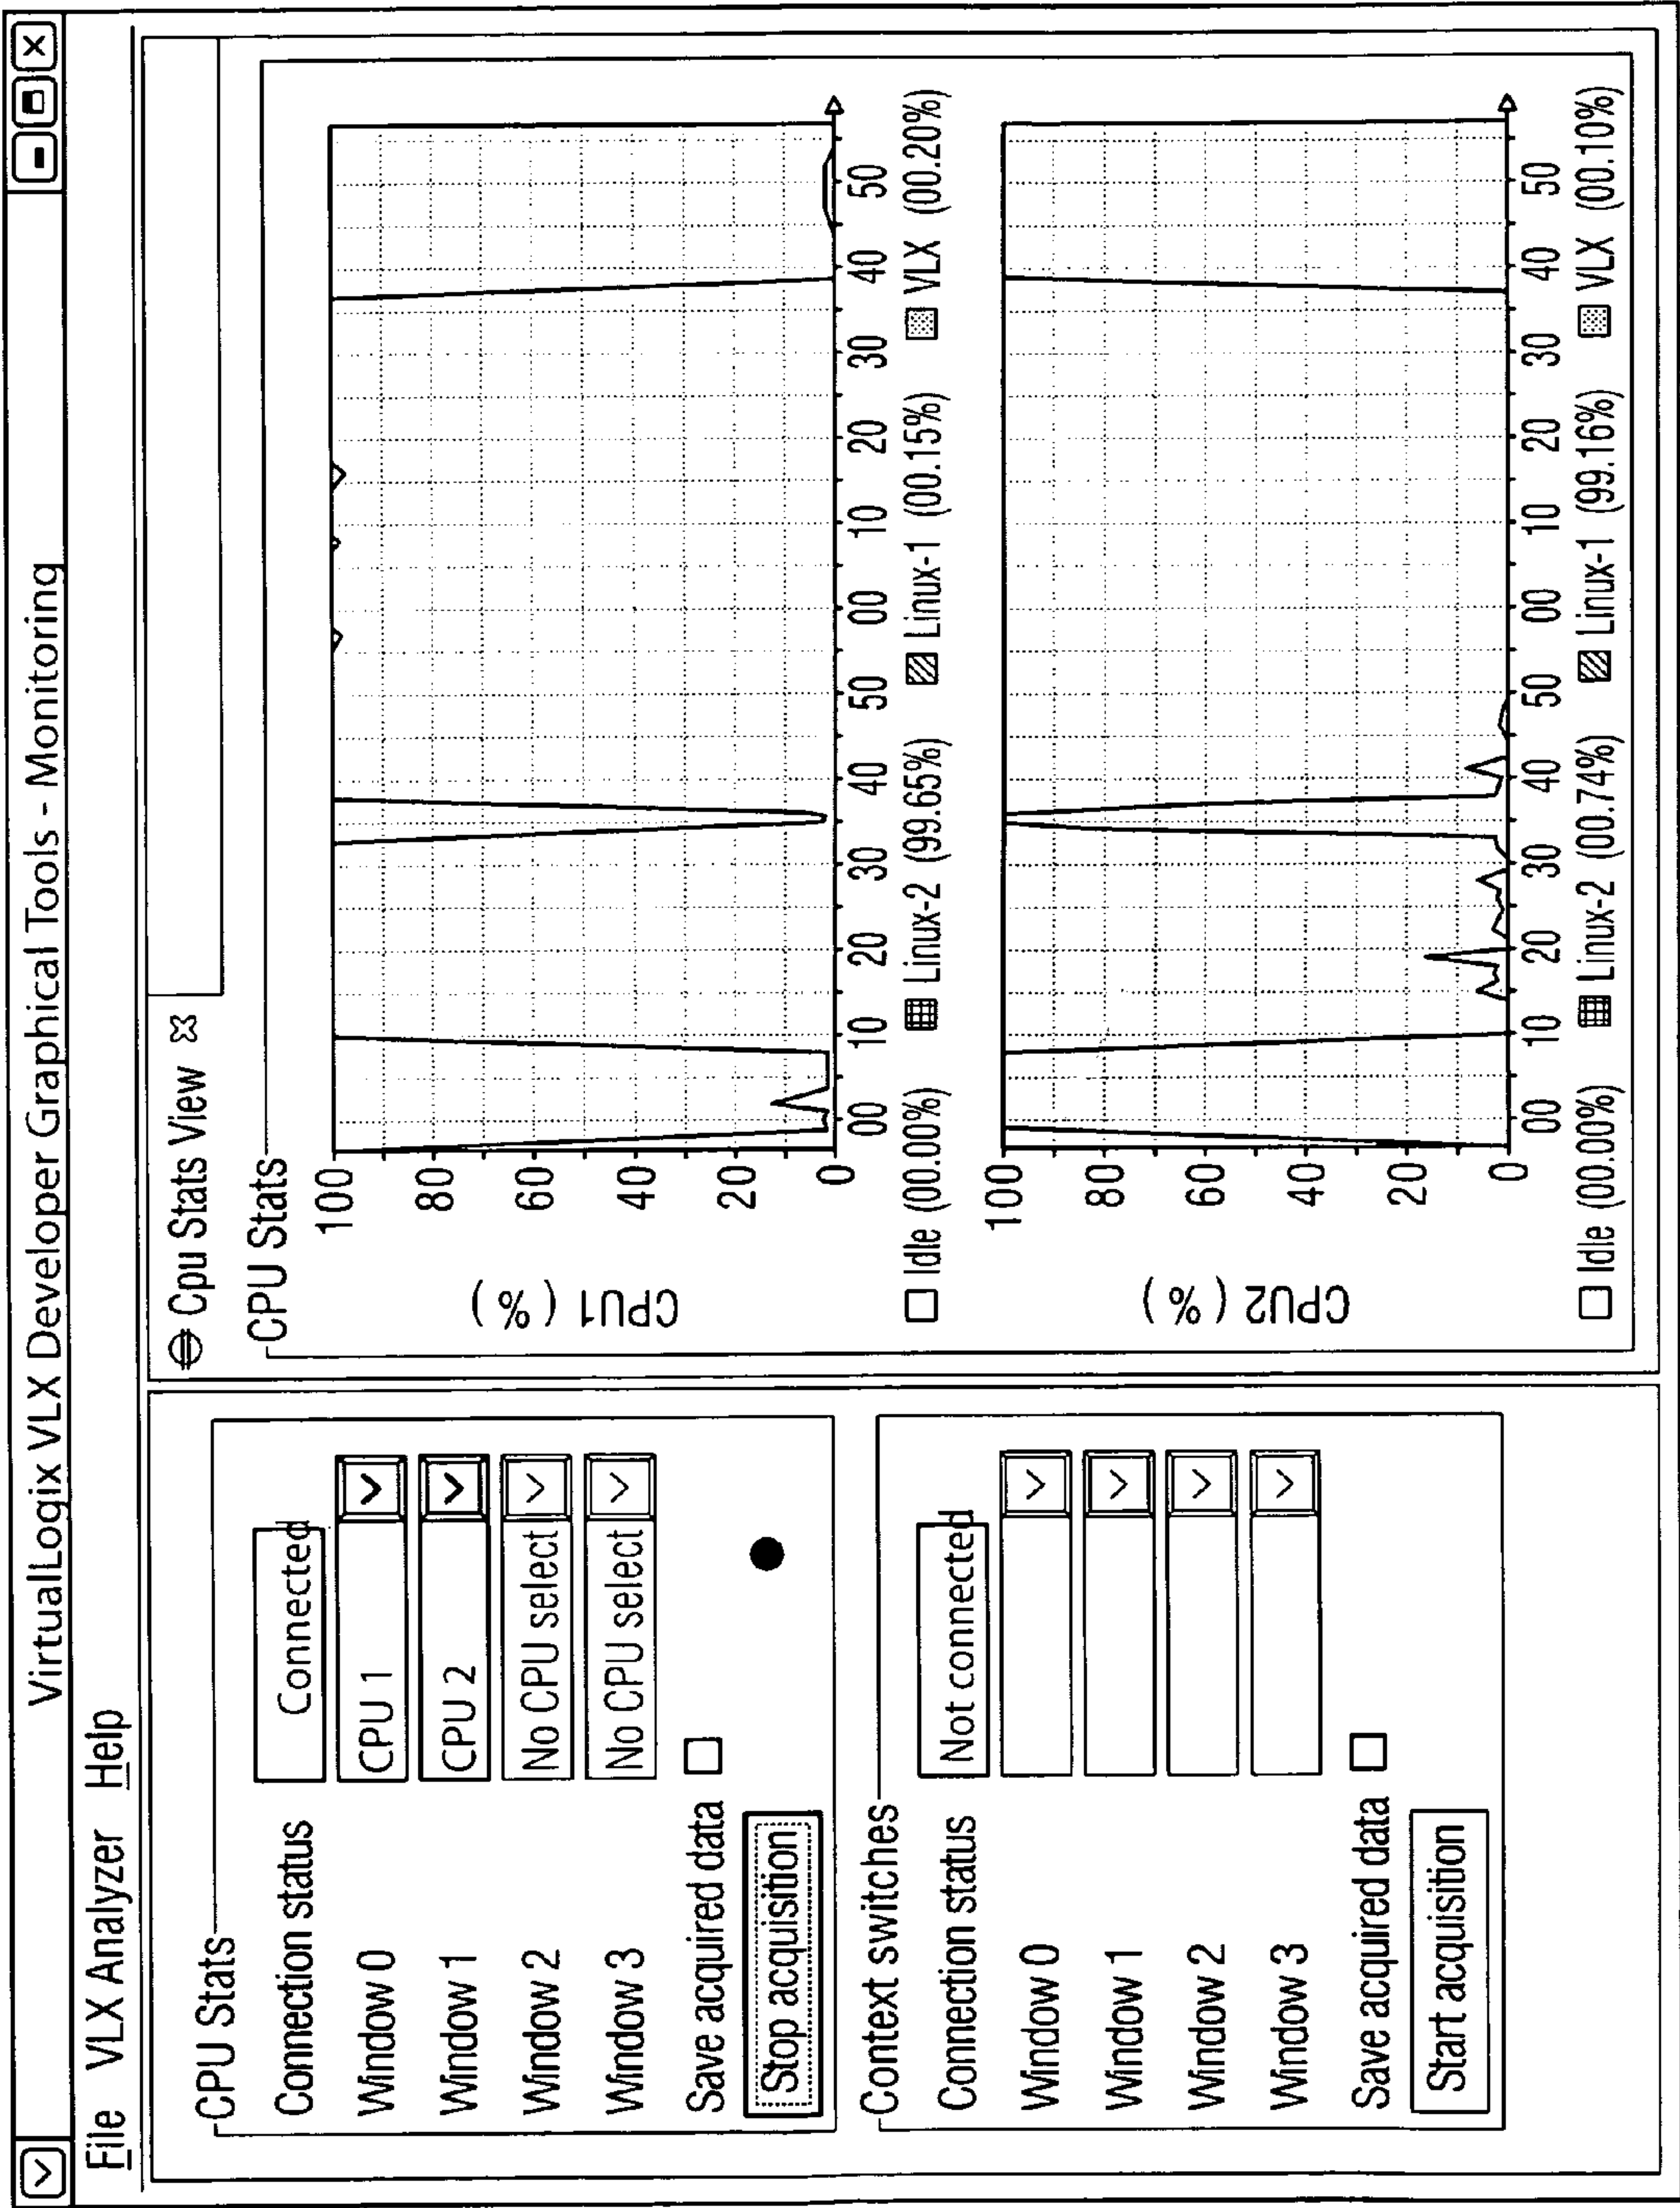 VirtualLogix VLX Developer Graphical Tools - Monitoring
File VLX Analyzer Help
CPU Stats
Connection status Connected
Window 0 CPU 1
Window 1 CPU 2
Window 2 No CPU select
Window 3 No CPU select
Save acquired data
Stop acquisition
Context switches
Connection status Not connected
Window 0
Window 1
Window 2
Window 3
Save acquired data
Start acquisition
Cpu Stats View
CPU Stats
CPU1 (%)
100
80
60
40
20
0
00 10 20 30 40 50 00 10 20 30 40 50
Idle (00.00%) Linux-2 (99.65%) Linux-1 (00.15%) VLX (00.20%)
CPU2 (%)
100
80
60
40
20
0
00 10 20 30 40 50 00 10 20 30 40 50
Idle (00.00%) Linux-2 (00.74%) Linux-1 (99.16%) VLX (00.10%)